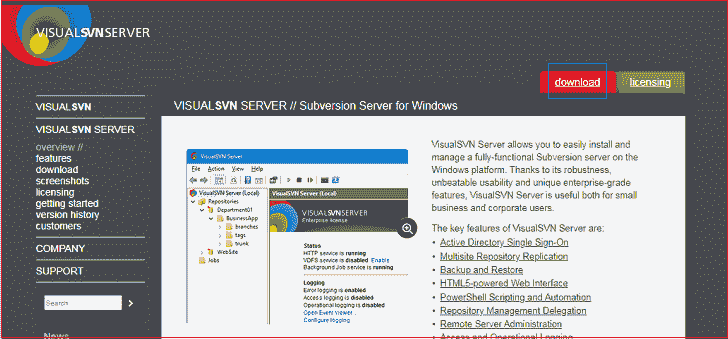 VISUALSVNSERVER
download
licensing
VISUALSVN
VISUALSVN SERVER
overview //
features
download
screenshots
licensing
getting started
version history
customers
COMPANY
SUPPORT
Search
News
VISUALSVN SERVER // Subversion Server for Windows
VisualSVN Server
File Action View Help
VisualSVN Server (Local)
Repositories
Department01
BusinessApp
branches
tags
trunk
WebSite
Jobs
VisualSVN Server (Local)
VISUALSVNSERVER
Enterprise license
Status
HTTP service is running
VDFS service is disabled Enable
Background Job service is running
Logging
Error logging is enabled
Access logging is disabled
Operational logging is disabled
Open Event Viewer
Configure logging
VisualSVN Server allows you to easily install and
manage a fully-functional Subversion server on the
Windows platform. Thanks to its robustness,
unbeatable usability and unique enterprise-grade
features, VisualSVN Server is useful both for small
business and corporate users.
The key features of VisualSVN Server are:
• Active Directory Single Sign-On
• Multisite Repository Replication
• Backup and Restore
• HTML5-powered Web Interface
• PowerShell Scripting and Automation
• Repository Management Delegation
• Remote Server Administration
• Access and Operational Logging